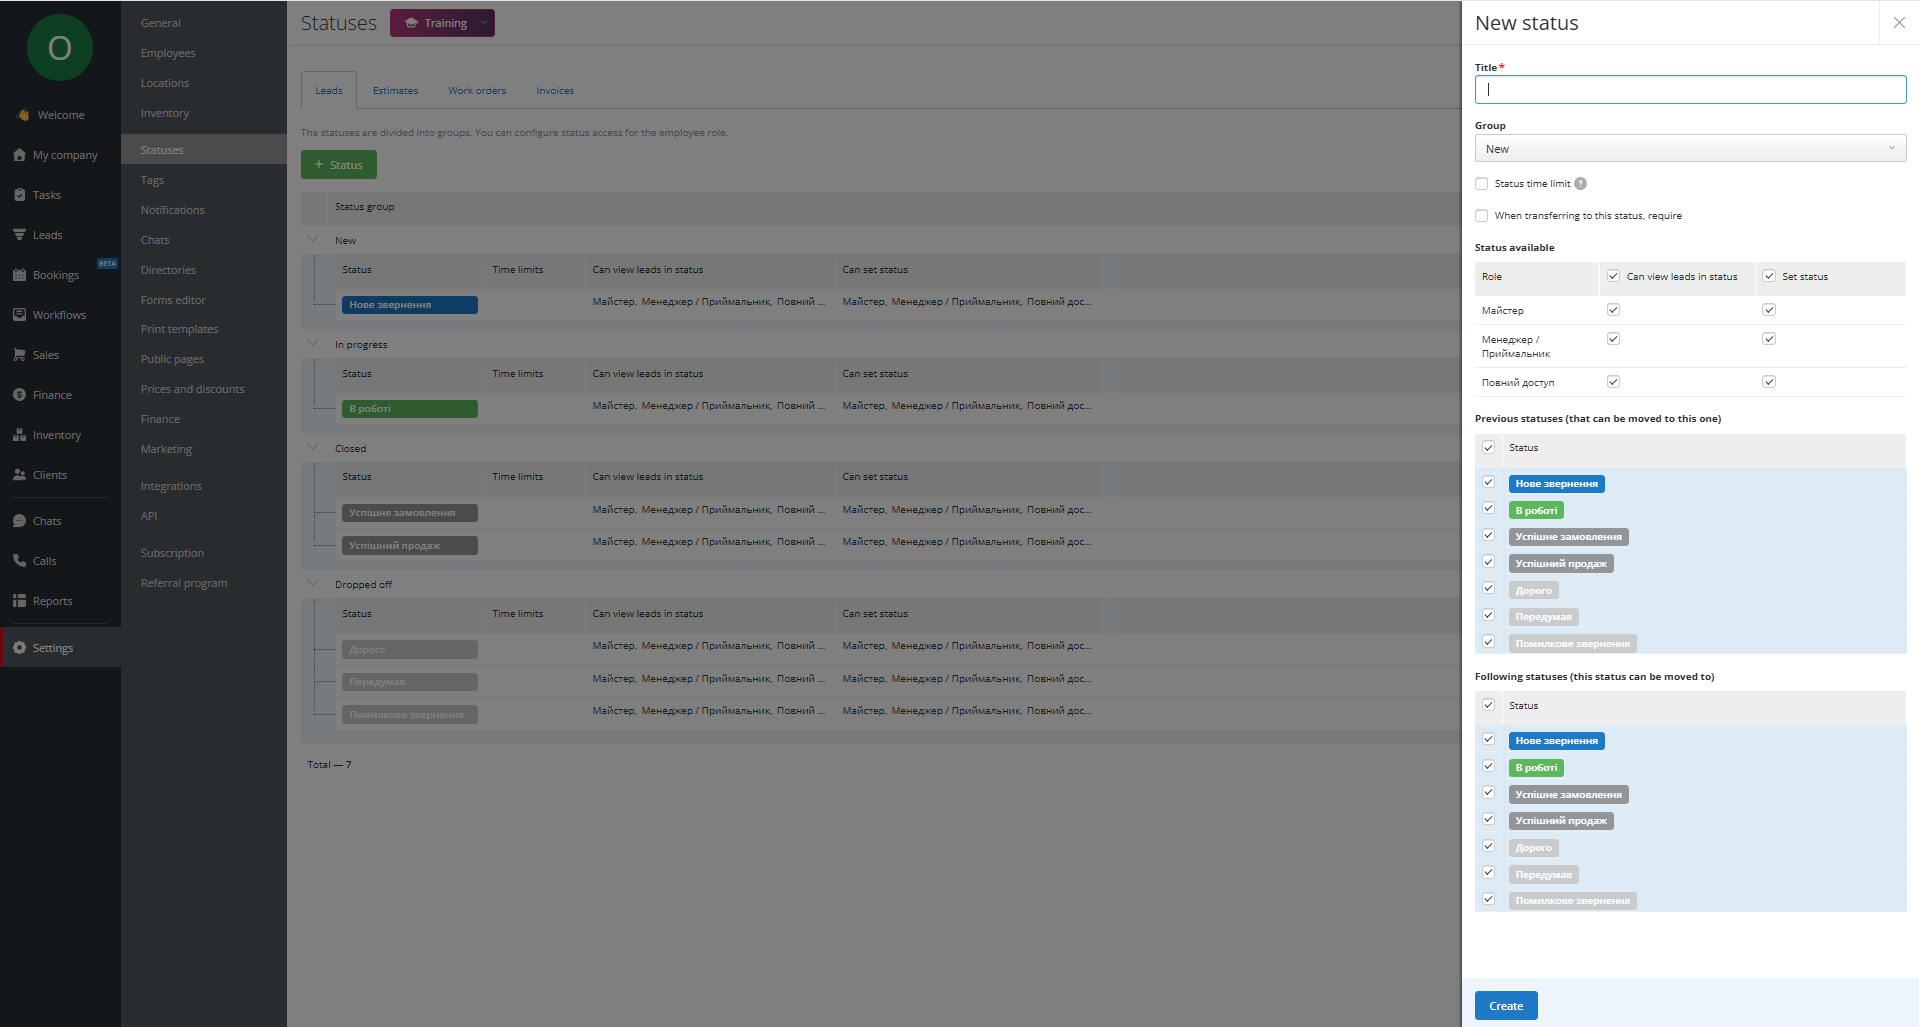 O
Welcome
My company
Tasks
Leads
Bookings
BETA
Workflows
Sales
Finance
Inventory
Clients
Chats
Calls
Reports
Settings
General
Employees
Locations
Inventory
Statuses
Tags
Notifications
Chats
Directories
Forms editor
Print templates
Public pages
Prices and discounts
Finance
Marketing
Integrations
API
Subscription
Referral program
Statuses
Training
Leads Estimates Work orders Invoices
The statuses are divided into groups. You can configure status access for the employee role.
+ Status
Status group
New
Status Time limits Can view leads in status Can set status
Нове звернення Майстер, Менеджер / Приймальник, Повний ... Майстер, Менеджер / Приймальник, Повний дос...
In progress
Status Time limits Can view leads in status Can set status
В роботі Майстер, Менеджер / Приймальник, Повний ... Майстер, Менеджер / Приймальник, Повний дос...
Closed
Status Time limits Can view leads in status Can set status
Успішне замовлення Майстер, Менеджер / Приймальник, Повний ... Майстер, Менеджер / Приймальник, Повний дос...
Успішний продаж Майстер, Менеджер / Приймальник, Повний ... Майстер, Менеджер / Приймальник, Повний дос...
Dropped off
Status Time limits Can view leads in status Can set status
Дорого Майстер, Менеджер / Приймальник, Повний ... Майстер, Менеджер / Приймальник, Повний дос...
Передумав Майстер, Менеджер / Приймальник, Повний ... Майстер, Менеджер / Приймальник, Повний дос...
Помилкове звернення Майстер, Менеджер / Приймальник, Повний ... Майстер, Менеджер / Приймальник, Повний дос...
Total — 7
New status
Title*
Group
New
Status time limit ?
When transferring to this status, require
Status available
Role Can view leads in status Set status
Майстер
Менеджер /
Приймальник
Повний доступ
Previous statuses (that can be moved to this one)
Status
Нове звернення
В роботі
Успішне замовлення
Успішний продаж
Дорого
Передумав
Помилкове звернення
Following statuses (this status can be moved to)
Status
Нове звернення
В роботі
Успішне замовлення
Успішний продаж
Дорого
Передумав
Помилкове звернення
Create